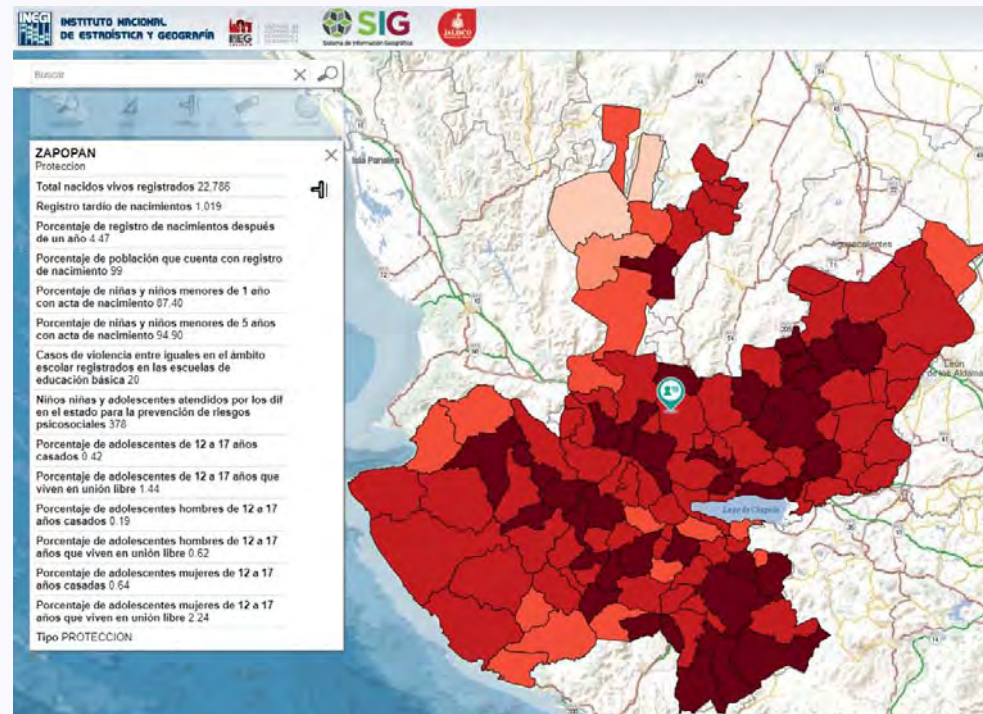 INEGI
INSTITUTO NACIONAL
DE ESTADÍSTICA Y GEOGRAFÍA
IIEG
SIG
Sistema de Información Geográfica
JALISCO
Buscar
ZAPOPAN
Proteccion
Total nacidos vivos registrados 22,786
Registro tardío de nacimientos 1,019
Porcentaje de registro de nacimientos después
de un año 4.47
Porcentaje de población que cuenta con registro
de nacimiento 99
Porcentaje de niñas y niños menores de 1 año
con acta de nacimiento 87.40
Porcentaje de niñas y niños menores de 5 años
con acta de nacimiento 94.90
Casos de violencia entre iguales en el ámbito
escolar registrados en las escuelas de
educación básica 20
Niños niñas y adolescentes atendidos por los dif
en el estado para la prevención de riesgos
psicosociales 378
Porcentaje de adolescentes de 12 a 17 años
casados 0.42
Porcentaje de adolescentes de 12 a 17 años que
viven en unión libre 1.44
Porcentaje de adolescentes hombres de 12 a 17
años casados 0.19
Porcentaje de adolescentes hombres de 12 a 17
años que viven en unión libre 0.62
Porcentaje de adolescentes mujeres de 12 a 17
años casadas 0.64
Porcentaje de adolescentes mujeres de 12 a 17
años que viven en unión libre 2.24
Tipo PROTECCION
Isla Panales
Aguascalientes
León
de los Aldama
Lago de Chapala